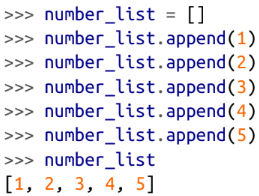 >>> number_list = []
>>> number_list.append(1)
>>> number_list.append(2)
>>> number_list.append(3)
>>> number_list.append(4)
>>> number_list.append(5)
>>> number_list
[1, 2, 3, 4, 5]